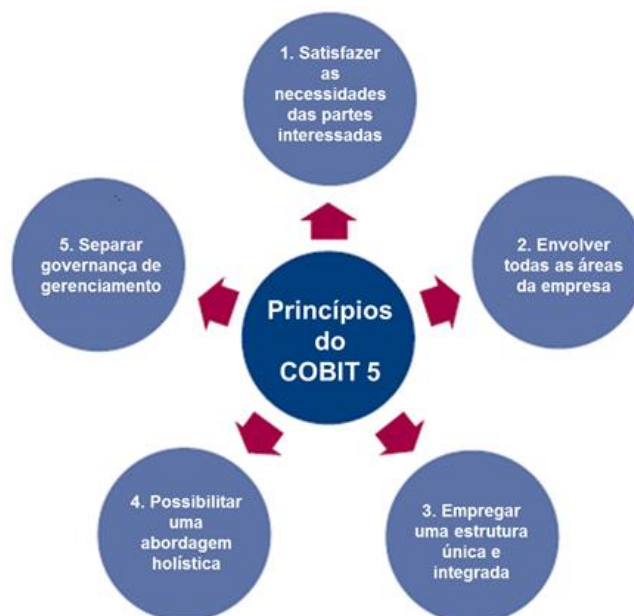 1. Satisfazer
as
necessidades
das partes
interessadas
2. Envolver
todas as áreas
da empresa
3. Empregar
uma estrutura
única e
integrada
4. Possibilitar
uma
abordagem
holística
5. Separar
governança de
gerenciamento
Princípios
do
COBIT 5